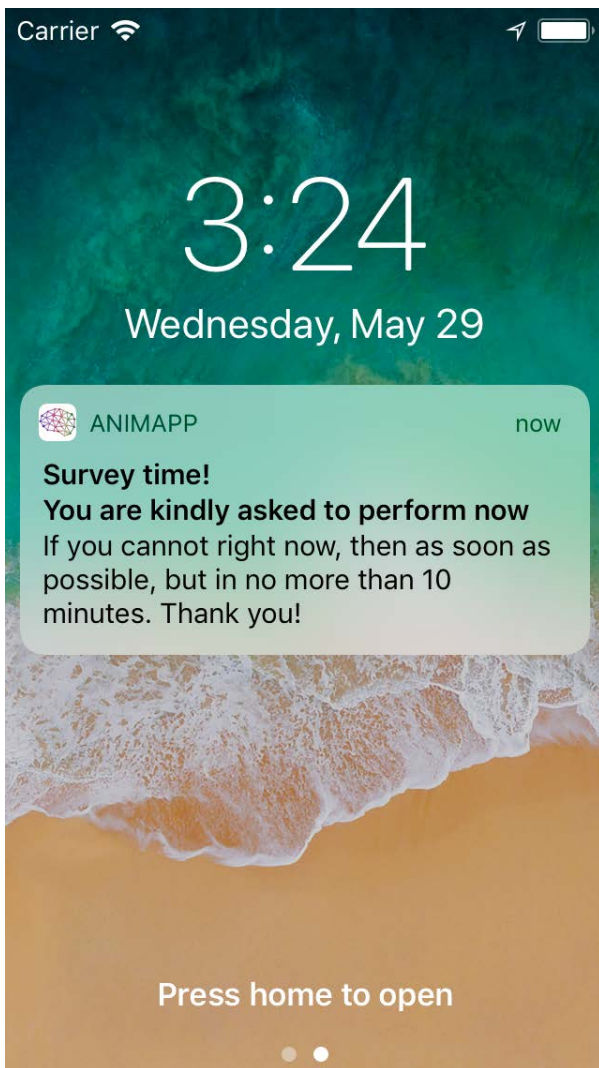 Carrier
3:24
Wednesday, May 29
ANIMAPP now
Survey time!
You are kindly asked to perform now
If you cannot right now, then as soon as
possible, but in no more than 10
minutes. Thank you!
Press home to open